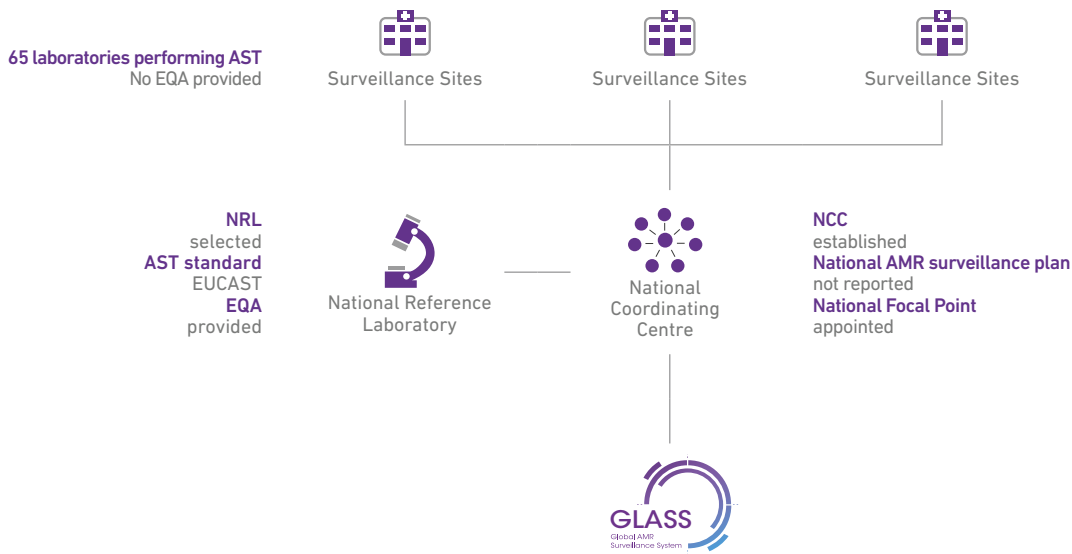 65 laboratories performing AST
No EQA provided
Surveillance Sites
Surveillance Sites
Surveillance Sites
NRL
selected
AST standard
EUCAST
EQA
provided
National Reference
Laboratory
National
Coordinating
Centre
NCC
established
National AMR surveillance plan
not reported
National Focal Point
appointed
GLASS
Global AMR
Surveillance System